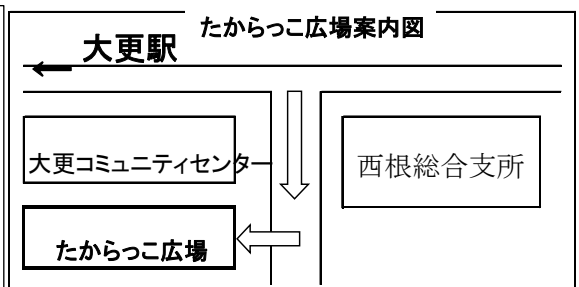 たからっこ広場案内図
大更駅
大更コミュニティセンター
西根総合支所
たからっこ広場